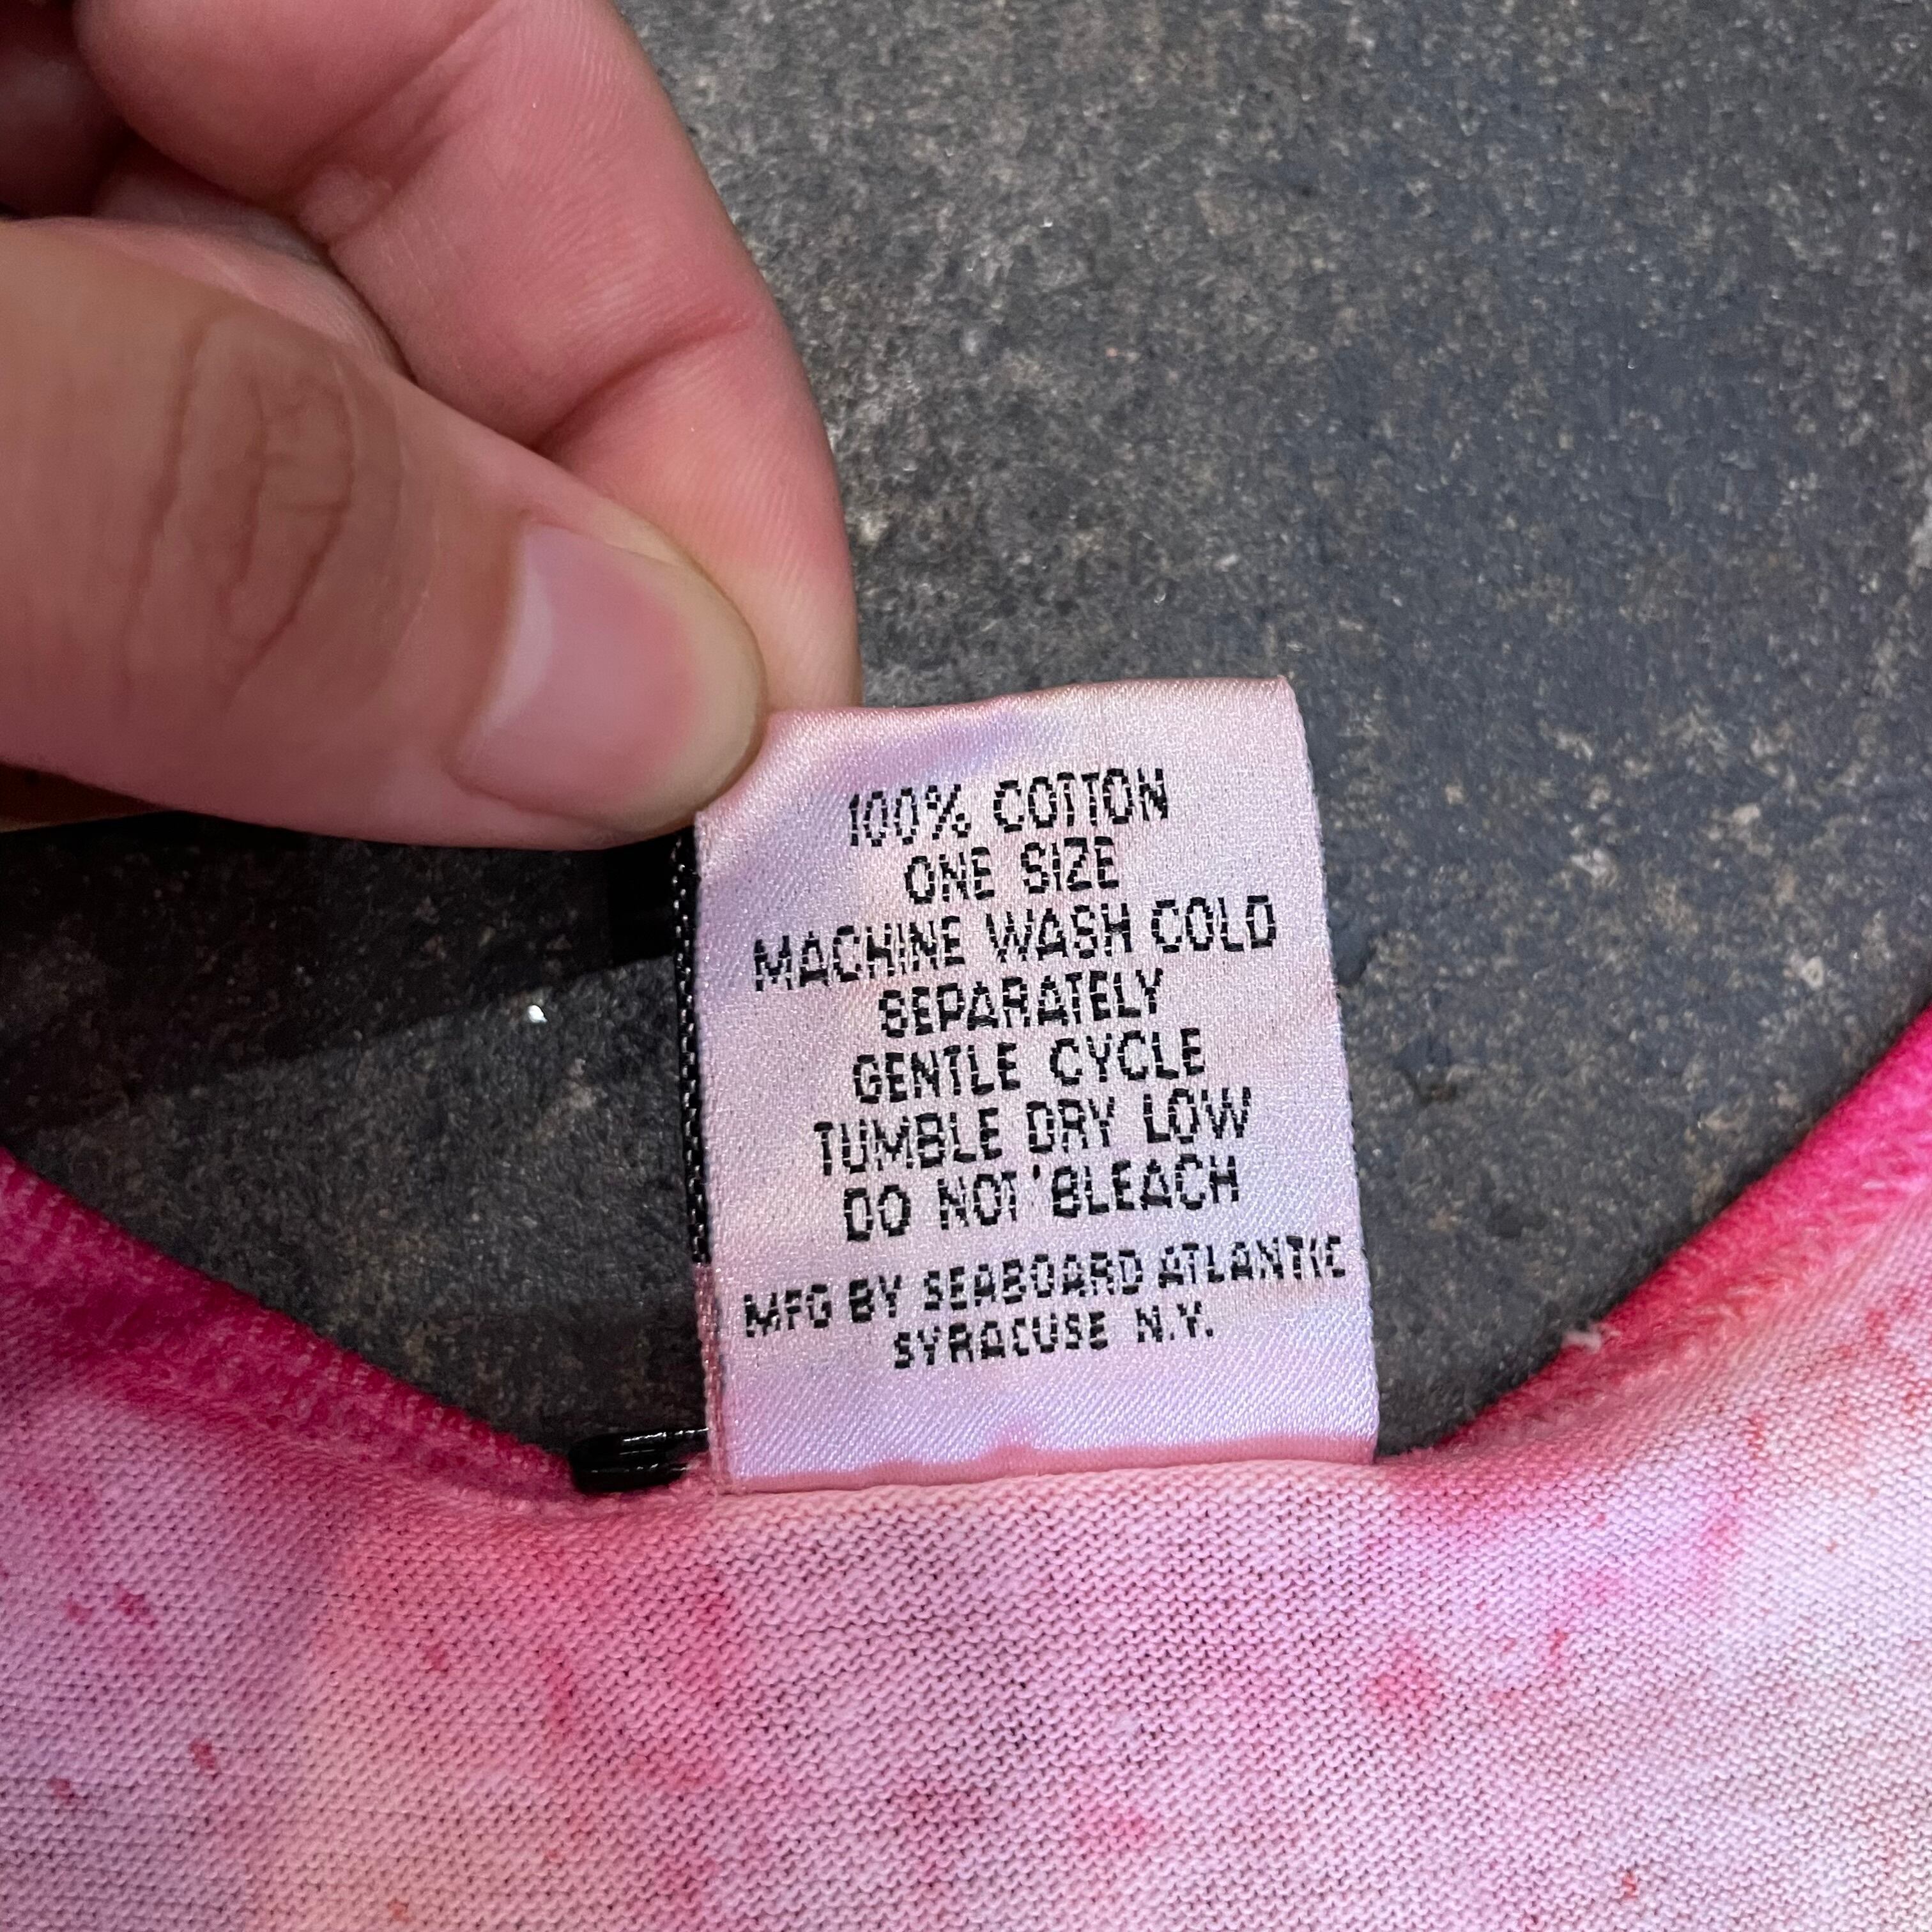 100% COTTON
ONE SIZE
MACHINE WASH COLD
SEPARATELY
GENTLE CYCLE
TUMBLE DRY LOW
DO NOT BLEACH
MFG BY SEABOARD ATLANTIC
SYRACUSE N.Y.